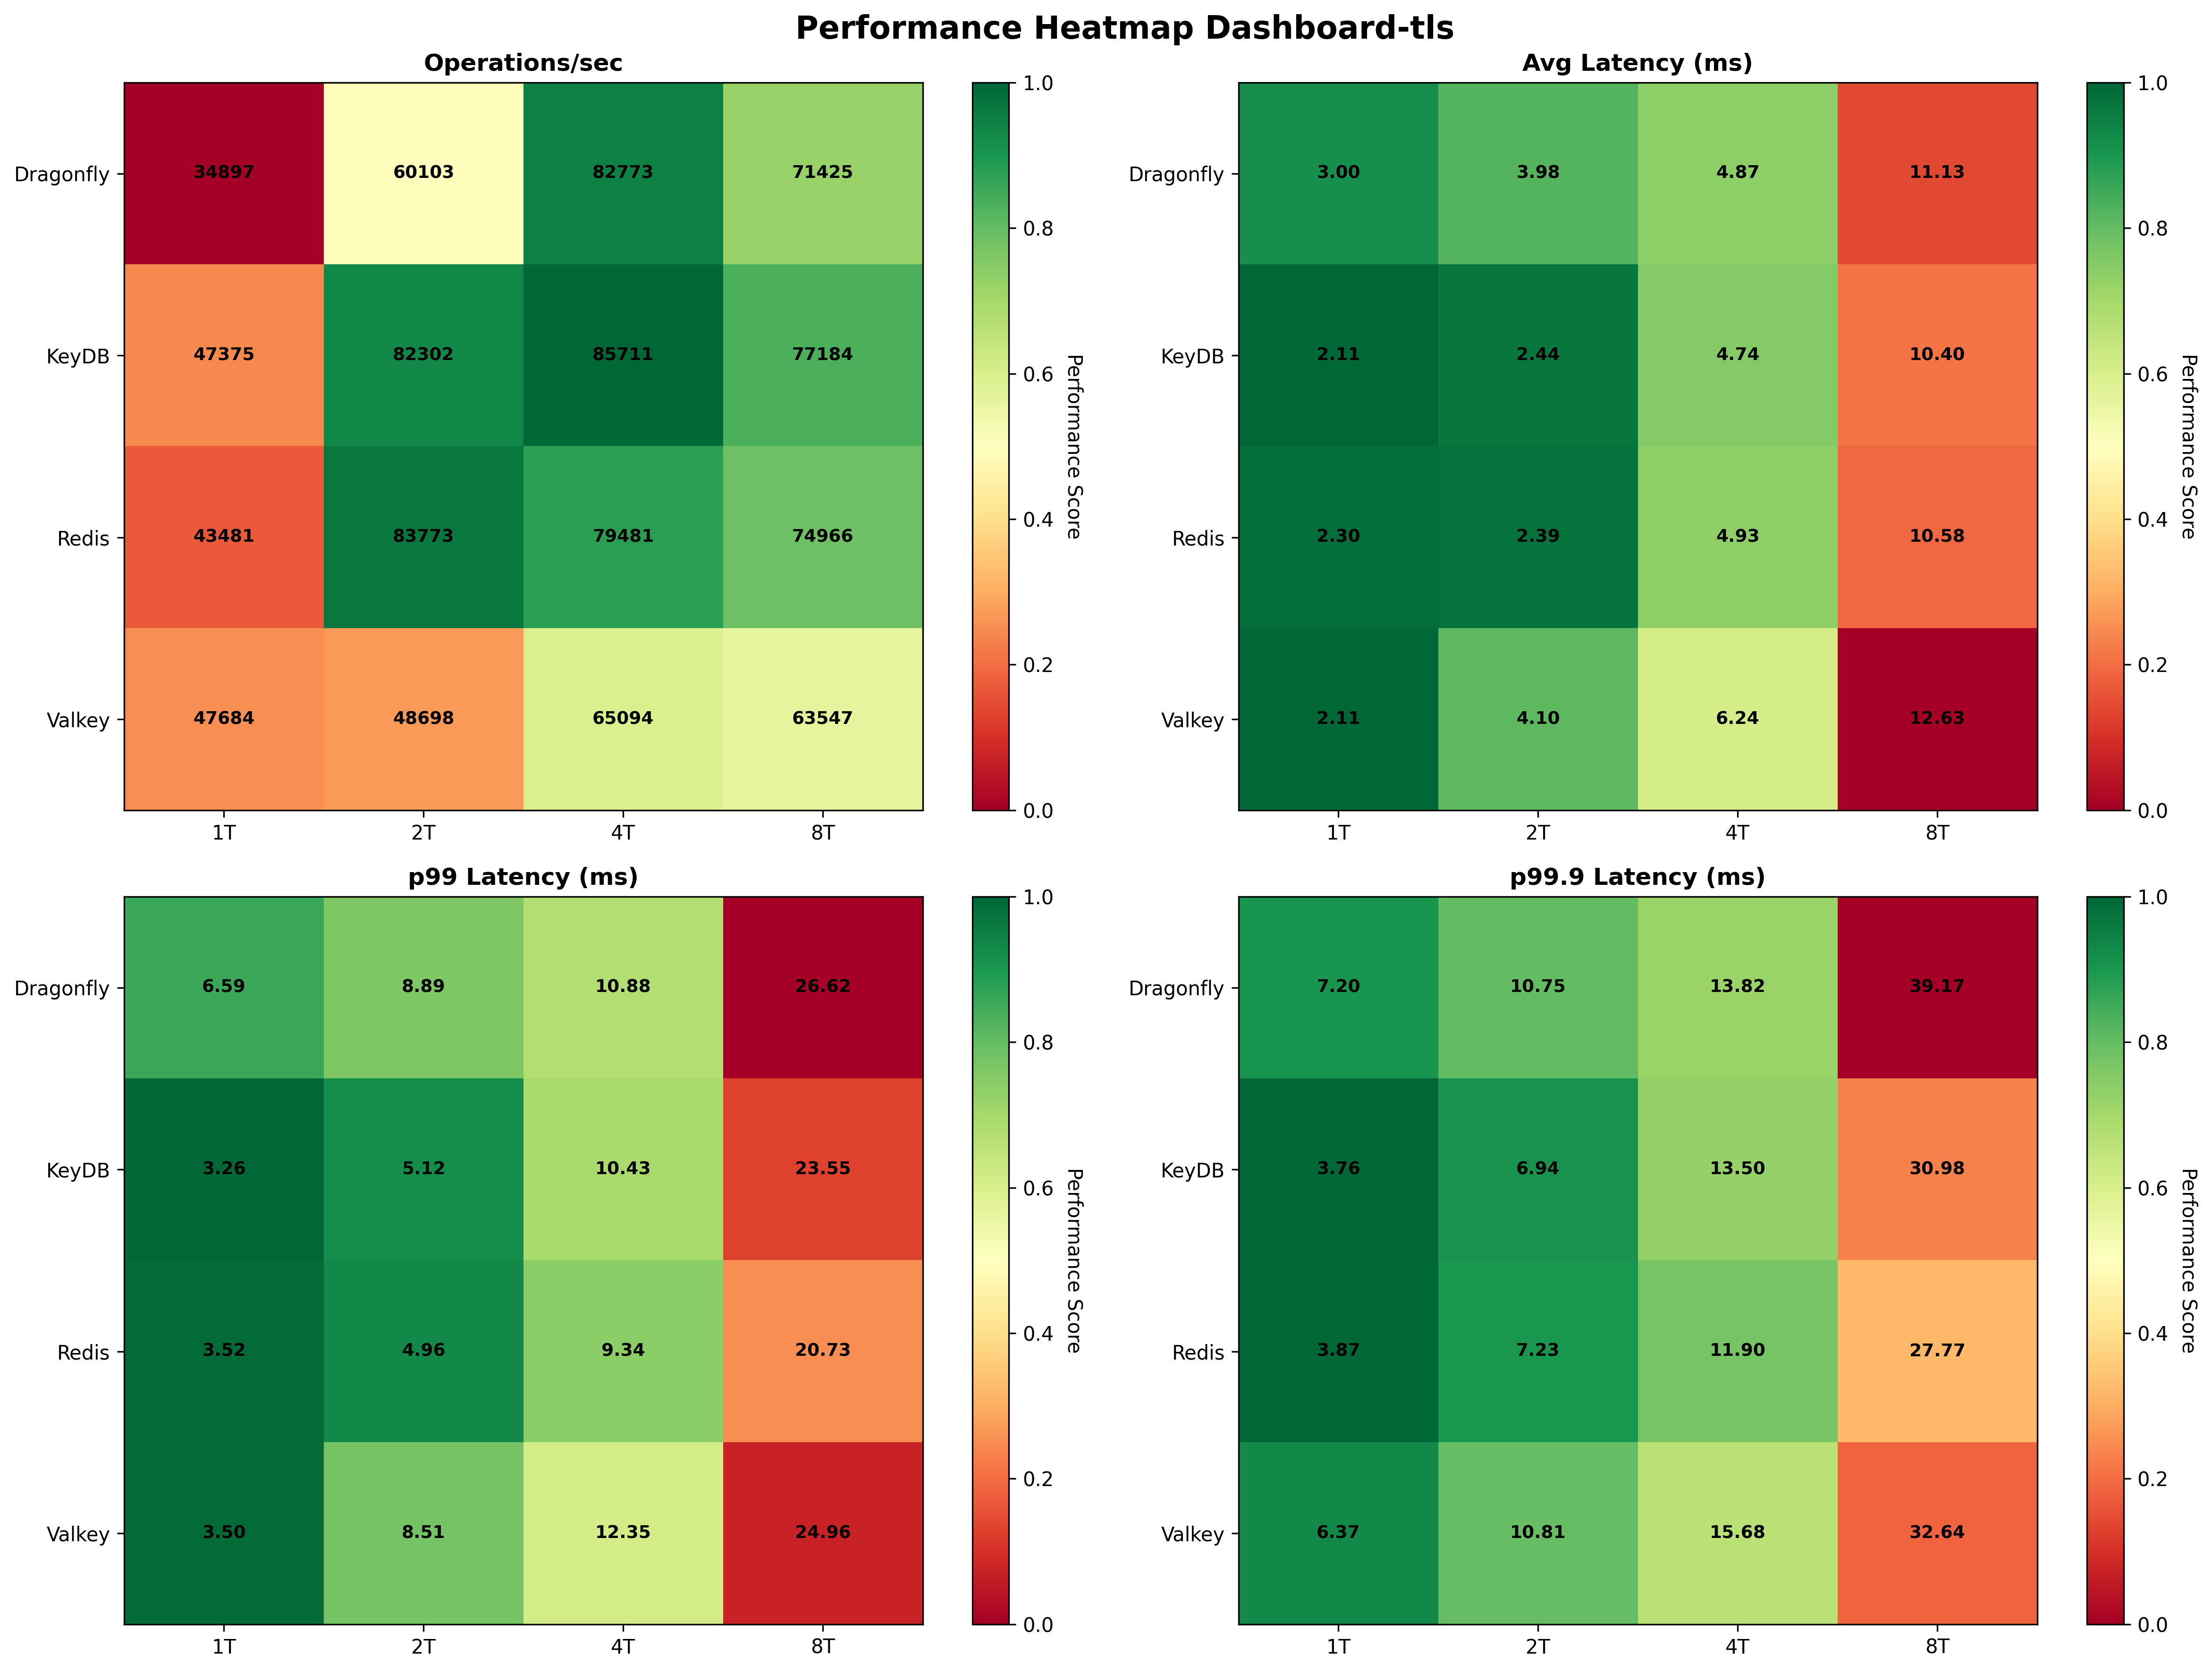 Performance Heatmap Dashboard-tls
Operations/sec
Dragonfly 34897 60103 82773 71425
KeyDB 47375 82302 85711 77184
Redis 43481 83773 79481 74966
Valkey 47684 48698 65094 63547
1T 2T 4T 8T
1.0
0.8
0.6
0.4
0.2
0.0
Performance Score
Avg Latency (ms)
Dragonfly 3.00 3.98 4.87 11.13
KeyDB 2.11 2.44 4.74 10.40
Redis 2.30 2.39 4.93 10.58
Valkey 2.11 4.10 6.24 12.63
1T 2T 4T 8T
1.0
0.8
0.6
0.4
0.2
0.0
Performance Score
p99 Latency (ms)
Dragonfly 6.59 8.89 10.88 26.62
KeyDB 3.26 5.12 10.43 23.55
Redis 3.52 4.96 9.34 20.73
Valkey 3.50 8.51 12.35 24.96
1T 2T 4T 8T
1.0
0.8
0.6
0.4
0.2
0.0
Performance Score
p99.9 Latency (ms)
Dragonfly 7.20 10.75 13.82 39.17
KeyDB 3.76 6.94 13.50 30.98
Redis 3.87 7.23 11.90 27.77
Valkey 6.37 10.81 15.68 32.64
1T 2T 4T 8T
1.0
0.8
0.6
0.4
0.2
0.0
Performance Score